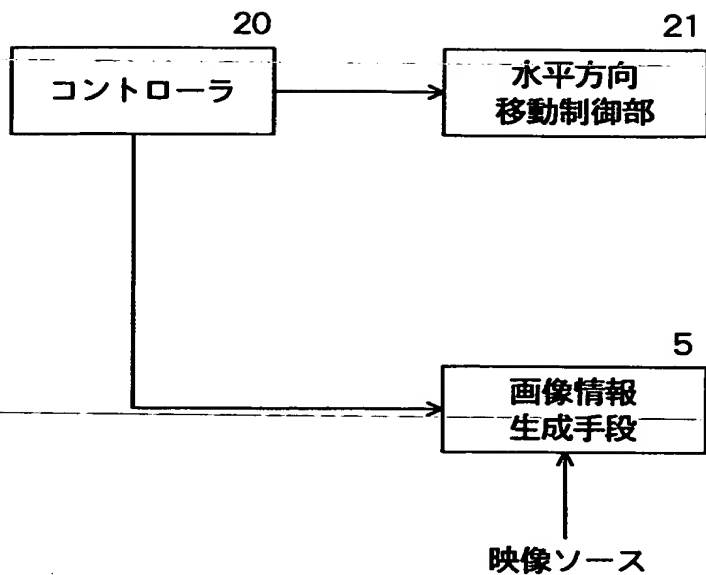 20
コントローラ
21
水平方向
移動制御部
5
画像情報
生成手段
映像ソース